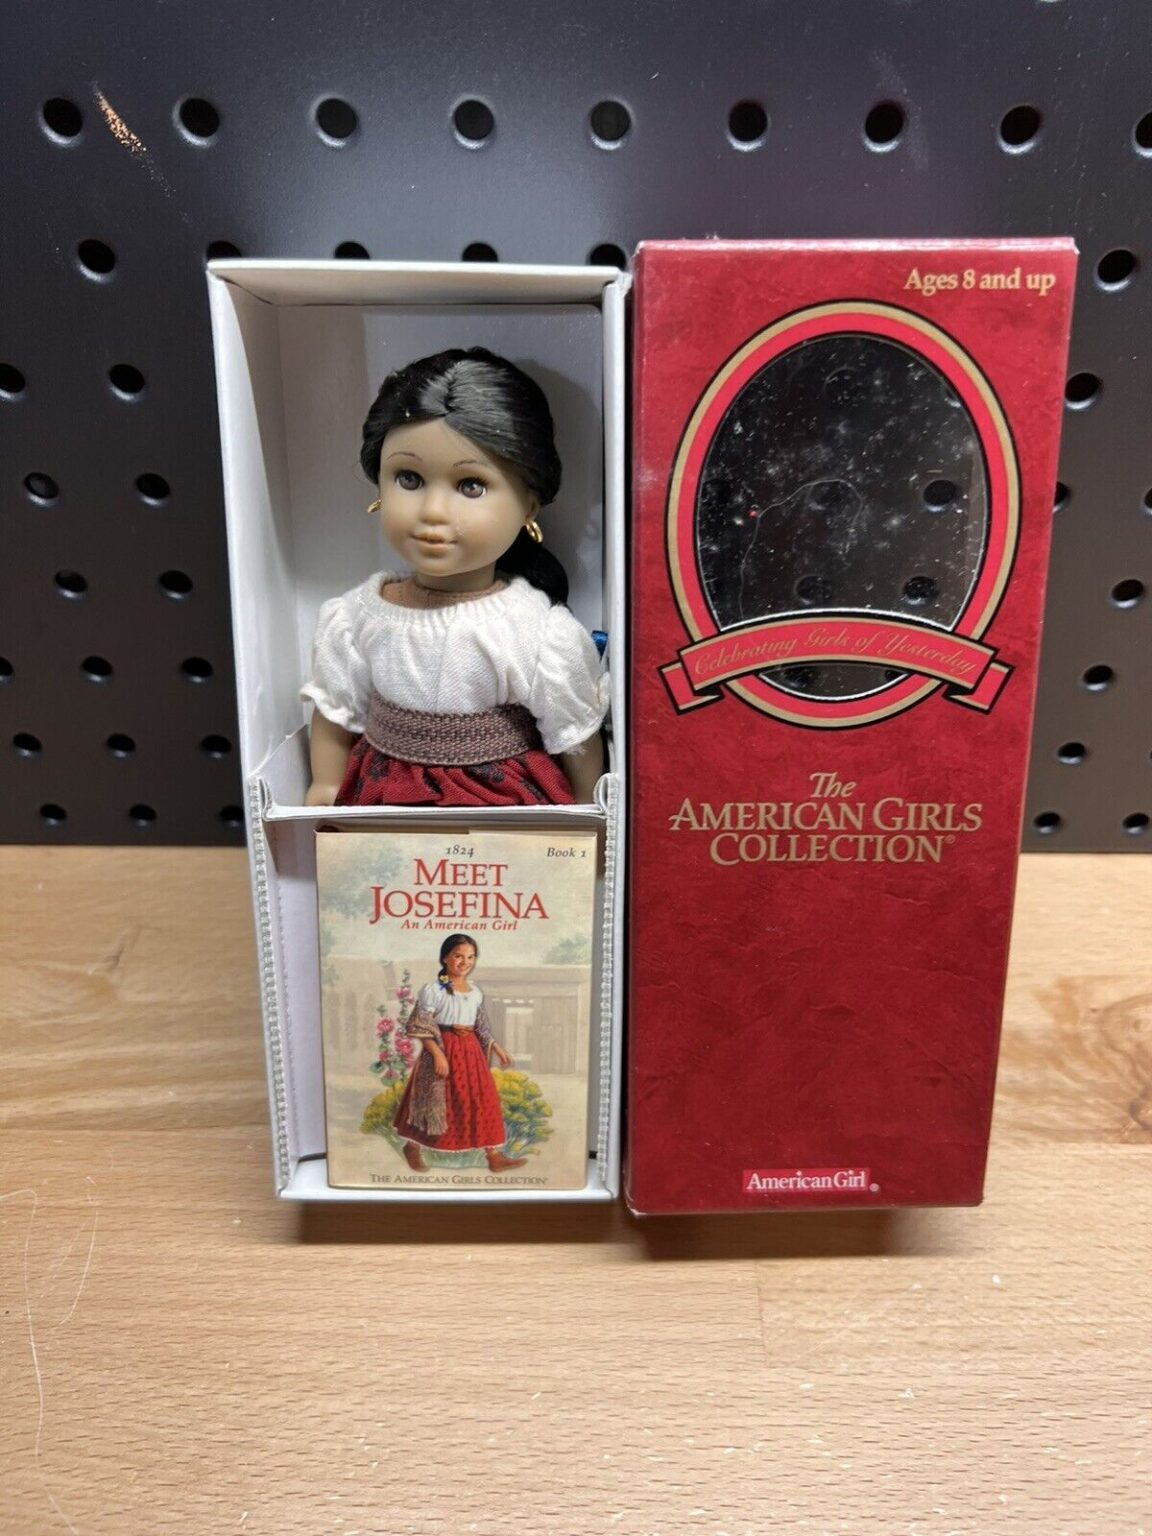 Ages 8 and up
Celebrating Girls of Yesterday
The
AMERICAN GIRLS
COLLECTION®
American Girl®
1824 Book 1
MEET
JOSEFINA
An American Girl
THE AMERICAN GIRLS COLLECTION®